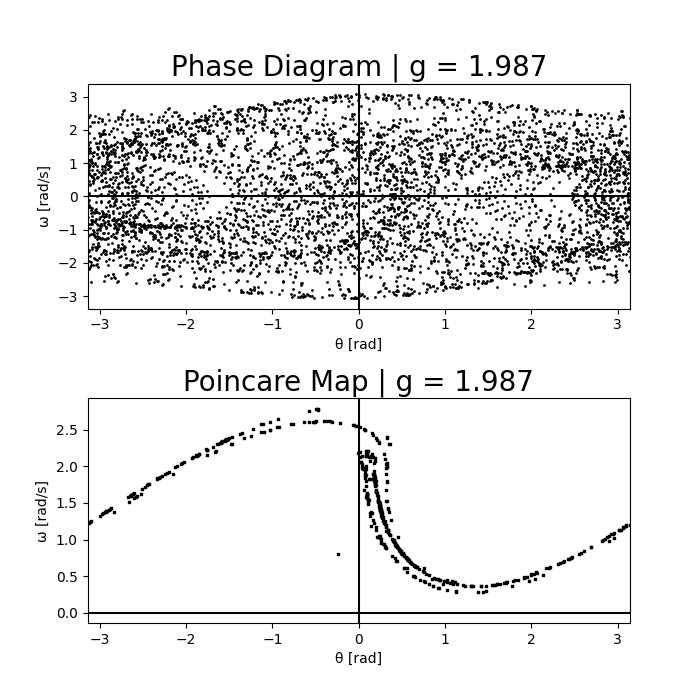 Phase Diagram | g = 1.987
3
2
1
0
−1
−2
−3
ω [rad/s]
−3 −2 −1 0 1 2 3
θ [rad]
Poincare Map | g = 1.987
2.5
2.0
1.5
1.0
0.5
0.0
ω [rad/s]
−3 −2 −1 0 1 2 3
θ [rad]